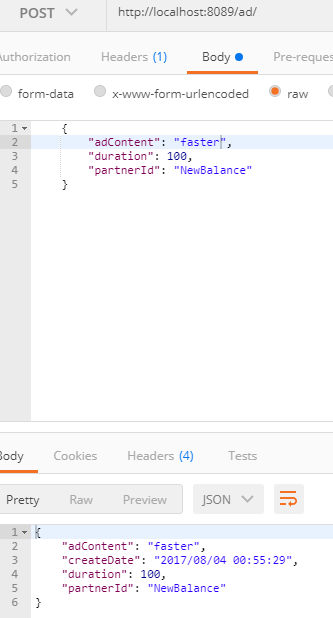 POST http://localhost:8089/ad/
Authorization Headers (1) Body Pre-reques
form-data x-www-form-urlencoded raw
1 {
2 "adContent": "faster",
3 "duration": 100,
4 "partnerId": "NewBalance"
5 }
Body Cookies Headers (4) Tests
Pretty Raw Preview JSON
1 {
2 "adContent": "faster",
3 "createDate": "2017/08/04 00:55:29",
4 "duration": 100,
5 "partnerId": "NewBalance"
6 }